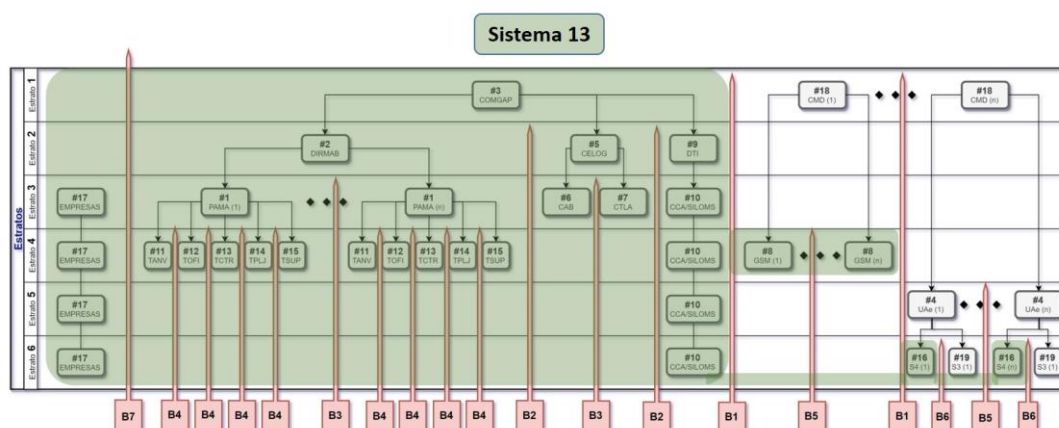 Sistema 13
Estratos
Estrato 1
#3
COMGAP
#18
CMD (1)
#18
CMD (n)
Estrato 2
#2
DIRMAB
#5
CELOG
#9
DTI
Estrato 3
#17
EMPRESAS
#1
PAMA (1)
#1
PAMA (n)
#6
CAB
#7
CTLA
#10
CCA/SILOMS
Estrato 4
#17
EMPRESAS
#11
TANV
#12
TOFI
#13
TCTR
#14
TPLJ
#15
TSUP
#11
TANV
#12
TOFI
#13
TCTR
#14
TPLJ
#15
TSUP
#10
CCA/SILOMS
#8
GSM (1)
#8
GSM (n)
Estrato 5
#17
EMPRESAS
#10
CCA/SILOMS
#4
UAe (1)
#4
UAe (n)
Estrato 6
#17
EMPRESAS
#10
CCA/SILOMS
#16
S4 (1)
#19
S3 (1)
#16
S4 (n)
#19
S3 (1)
B7 B4 B4 B4 B4 B3 B4 B4 B4 B4 B2 B3 B2 B1 B5 B1 B6 B5 B6